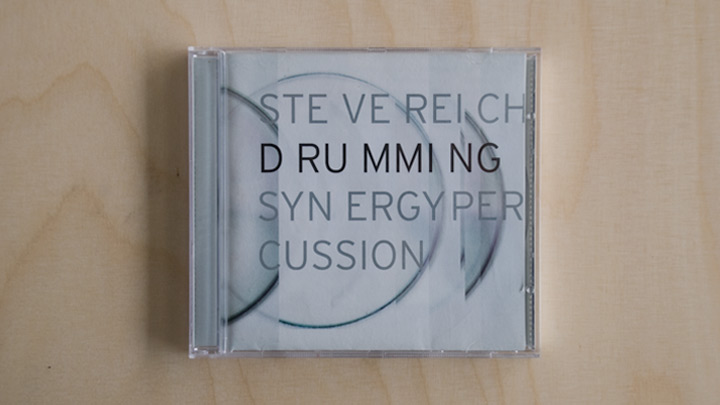 STE VE REI CH
D RU MMI NG
SYN ERGY PER
CUSSION